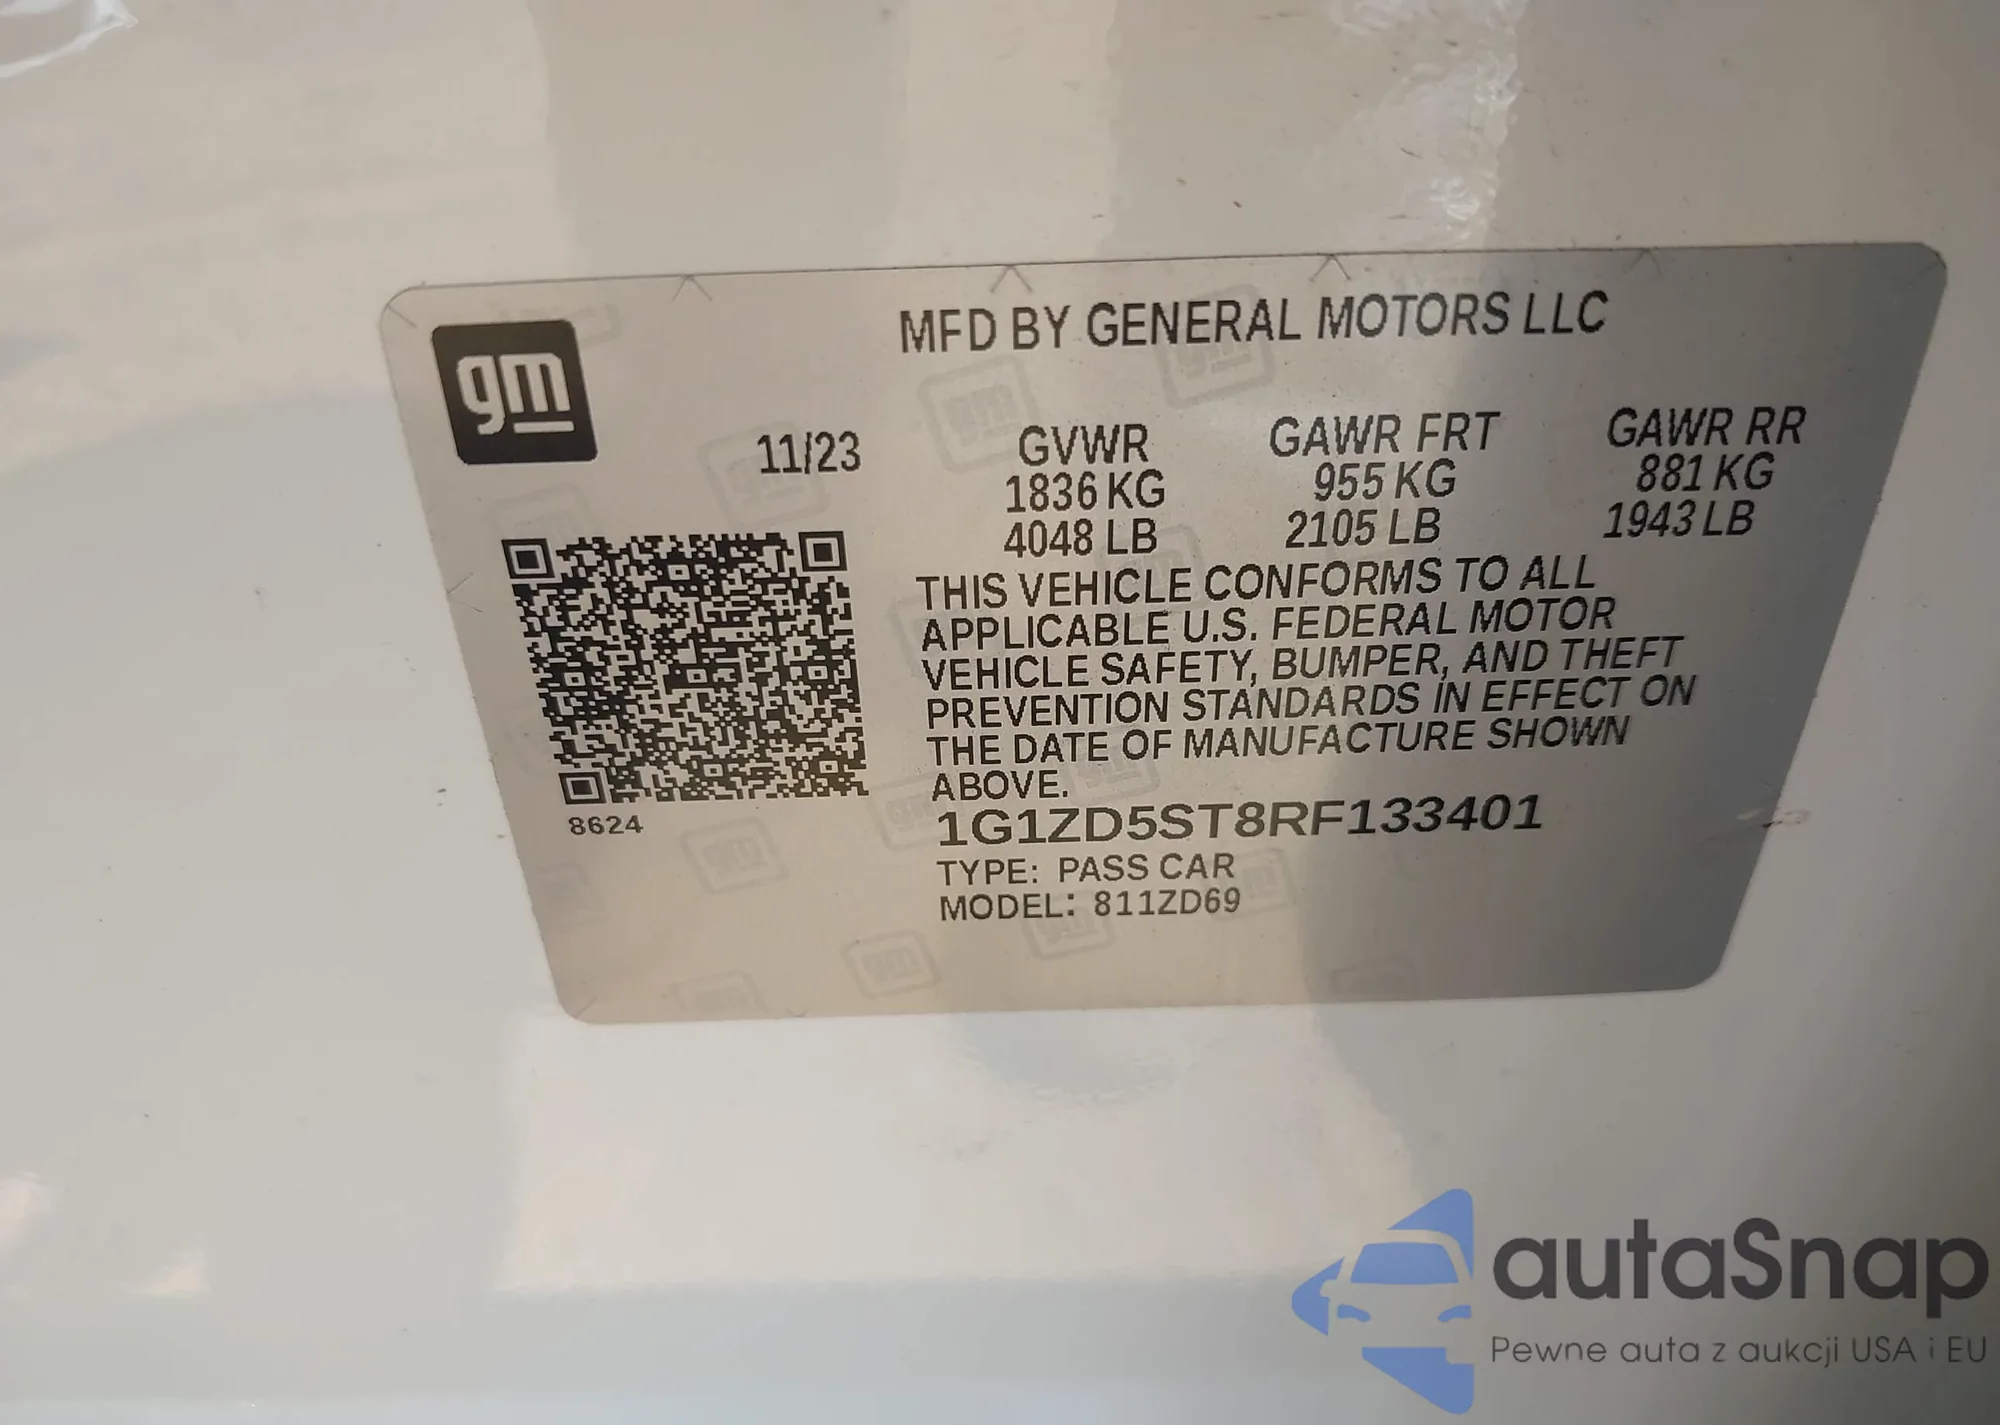 gm
MFD BY GENERAL MOTORS LLC
11/23
GVWR GAWR FRT GAWR RR
1836 KG 955 KG 881 KG
4048 LB 2105 LB 1943 LB
THIS VEHICLE CONFORMS TO ALL
APPLICABLE U.S. FEDERAL MOTOR
VEHICLE SAFETY, BUMPER, AND THEFT
PREVENTION STANDARDS IN EFFECT ON
THE DATE OF MANUFACTURE SHOWN
ABOVE.
8624
1G1ZD5ST8RF133401
TYPE: PASS CAR
MODEL: 811ZD69
autaSnap
Pewne auta z aukcji USA i EU